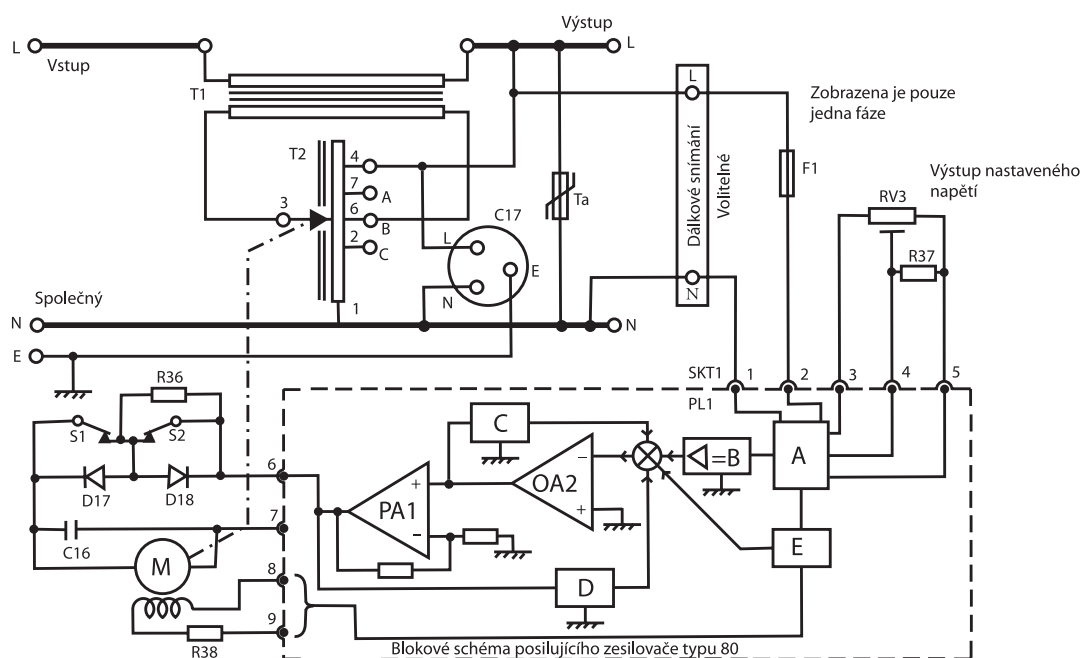 Výstup
L
L
Vstup
T1
L
Zobrazena je pouze
jedna fáze
T2
4
7
A
3
6
B
2
C
1
C17
L
E
N
Ta
Dálkové snímání
Volitelné
N
F1
Výstup nastaveného
napětí
RV3
R37
Společný
N
N
E
SKT1
1
2
3
4
5
PL1
R36
S1
S2
D17
D18
6
7
C16
M
8
9
R38
C
PA1
+
-
OA2
−
+
=B
A
D
E
Blokové schéma posilujícího zesilovače typu 80